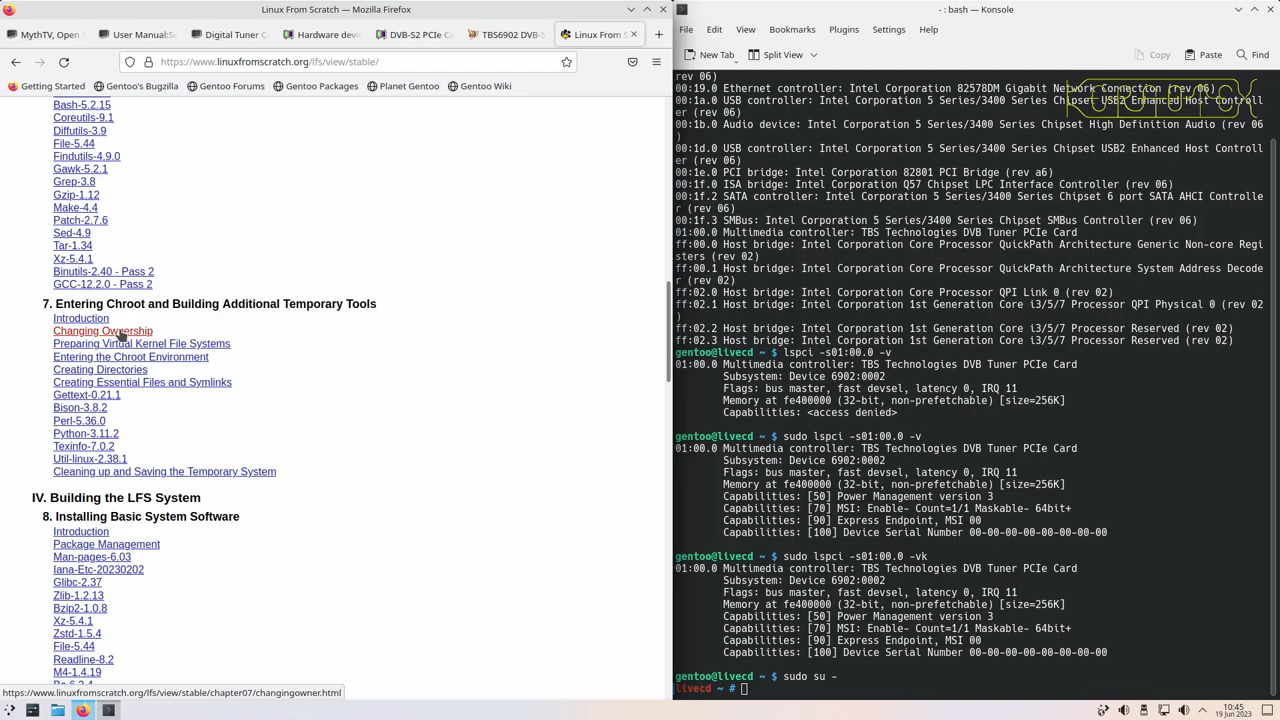 Linux From Scratch — Mozilla Firefox
MythTV, Open
User Manual:S
Digital Tuner C
Hardware devi
DVB-S2 PCIe Ca
TBS6902 DVB-S
Linux From S
https://www.linuxfromscratch.org/lfs/view/stable/
Getting Started
Gentoo's Bugzilla
Gentoo Forums
Gentoo Packages
Planet Gentoo
Gentoo Wiki
Bash-5.2.15
Coreutils-9.1
Diffutils-3.9
File-5.44
Findutils-4.9.0
Gawk-5.2.1
Grep-3.8
Gzip-1.12
Make-4.4
Patch-2.7.6
Sed-4.9
Tar-1.34
Xz-5.4.1
Binutils-2.40 - Pass 2
GCC-12.2.0 - Pass 2
7. Entering Chroot and Building Additional Temporary Tools
Introduction
Changing Ownership
Preparing Virtual Kernel File Systems
Entering the Chroot Environment
Creating Directories
Creating Essential Files and Symlinks
Gettext-0.21.1
Bison-3.8.2
Perl-5.36.0
Python-3.11.2
Texinfo-7.0.2
Util-linux-2.38.1
Cleaning up and Saving the Temporary System
IV. Building the LFS System
8. Installing Basic System Software
Introduction
Package Management
Man-pages-6.03
Iana-Etc-20230202
Glibc-2.37
Zlib-1.2.13
Bzip2-1.0.8
Xz-5.4.1
Zstd-1.5.4
File-5.44
Readline-8.2
M4-1.4.19
https://www.linuxfromscratch.org/lfs/view/stable/chapter07/changingowner.html
- : bash — Konsole
File Edit View Bookmarks Plugins Settings Help
New Tab Split View Copy Paste Find
rev 06)
00:19.0 Ethernet controller: Intel Corporation 82578DM Gigabit Network Connection (rev 06)
00:1a.0 USB controller: Intel Corporation 5 Series/3400 Series Chipset USB2 Enhanced Host Controll
er (rev 06)
00:1b.0 Audio device: Intel Corporation 5 Series/3400 Series Chipset High Definition Audio (rev 06
)
00:1d.0 USB controller: Intel Corporation 5 Series/3400 Series Chipset USB2 Enhanced Host Controll
er (rev 06)
00:1e.0 PCI bridge: Intel Corporation 82801 PCI Bridge (rev a6)
00:1f.0 ISA bridge: Intel Corporation Q57 Chipset LPC Interface Controller (rev 06)
00:1f.2 SATA controller: Intel Corporation 5 Series/3400 Series Chipset 6 port SATA AHCI Controlle
r (rev 06)
00:1f.3 SMBus: Intel Corporation 5 Series/3400 Series Chipset SMBus Controller (rev 06)
01:00.0 Multimedia controller: TBS Technologies DVB Tuner PCIe Card
ff:00.0 Host bridge: Intel Corporation Core Processor QuickPath Architecture Generic Non-core Regi
sters (rev 02)
ff:00.1 Host bridge: Intel Corporation Core Processor QuickPath Architecture System Address Decode
r (rev 02)
ff:02.0 Host bridge: Intel Corporation Core Processor QPI Link 0 (rev 02)
ff:02.1 Host bridge: Intel Corporation 1st Generation Core i3/5/7 Processor QPI Physical 0 (rev 02
)
ff:02.2 Host bridge: Intel Corporation 1st Generation Core i3/5/7 Processor Reserved (rev 02)
ff:02.3 Host bridge: Intel Corporation 1st Generation Core i3/5/7 Processor Reserved (rev 02)
gentoo@livecd ~ $ lspci -s01:00.0 -v
01:00.0 Multimedia controller: TBS Technologies DVB Tuner PCIe Card
Subsystem: Device 6902:0002
Flags: bus master, fast devsel, latency 0, IRQ 11
Memory at fe400000 (32-bit, non-prefetchable) [size=256K]
Capabilities: <access denied>
gentoo@livecd ~ $ sudo lspci -s01:00.0 -v
01:00.0 Multimedia controller: TBS Technologies DVB Tuner PCIe Card
Subsystem: Device 6902:0002
Flags: bus master, fast devsel, latency 0, IRQ 11
Memory at fe400000 (32-bit, non-prefetchable) [size=256K]
Capabilities: [50] Power Management version 3
Capabilities: [70] MSI: Enable- Count=1/1 Maskable- 64bit+
Capabilities: [90] Express Endpoint, MSI 00
Capabilities: [100] Device Serial Number 00-00-00-00-00-00-00-00
gentoo@livecd ~ $ sudo lspci -s01:00.0 -vk
01:00.0 Multimedia controller: TBS Technologies DVB Tuner PCIe Card
Subsystem: Device 6902:0002
Flags: bus master, fast devsel, latency 0, IRQ 11
Memory at fe400000 (32-bit, non-prefetchable) [size=256K]
Capabilities: [50] Power Management version 3
Capabilities: [70] MSI: Enable- Count=1/1 Maskable- 64bit+
Capabilities: [90] Express Endpoint, MSI 00
Capabilities: [100] Device Serial Number 00-00-00-00-00-00-00-00
gentoo@livecd ~ $ sudo su -
livecd ~ #
10:45
19 Jun 2023